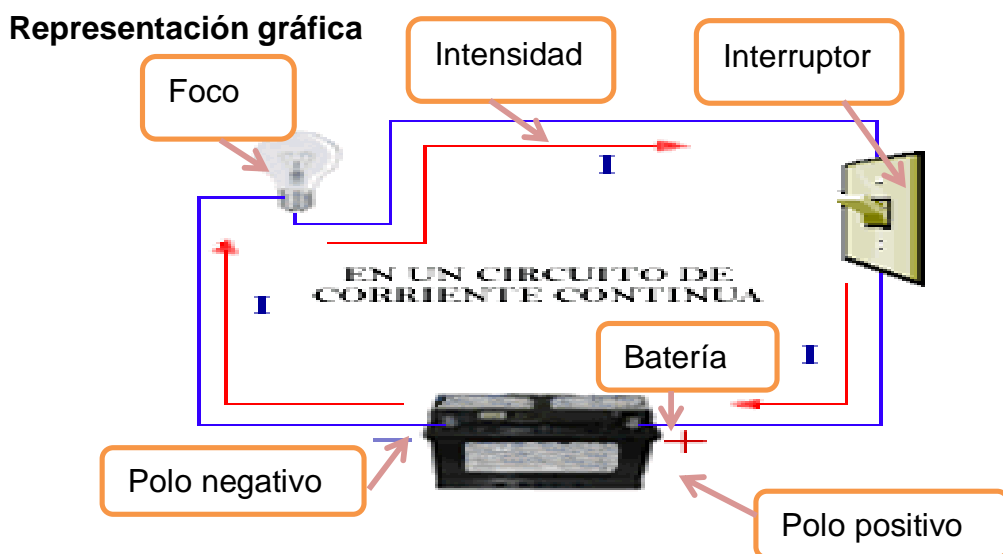 Representación gráfica
Intensidad
Interruptor
Foco
I
EN UN CIRCUITO DE
CORRIENTE CONTINUA
I
Batería
I
Polo negativo
Polo positivo